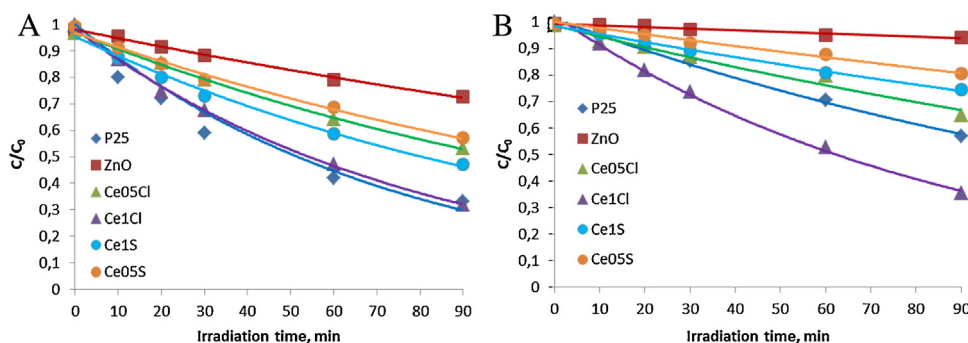 A
C/C0
1
0,9
0,8
0,7
0,6
0,5
0,4
0,3
0,2
0,1
0
P25
ZnO
Ce05Cl
Ce1Cl
Ce1S
Ce05S
0 10 20 30 40 50 60 70 80 90
Irradiation time, min
B
C/C0
1
0,9
0,8
0,7
0,6
0,5
0,4
0,3
0,2
0,1
0
P25
ZnO
Ce05Cl
Ce1Cl
Ce1S
Ce05S
0 10 20 30 40 50 60 70 80 90
Irradiation time, min